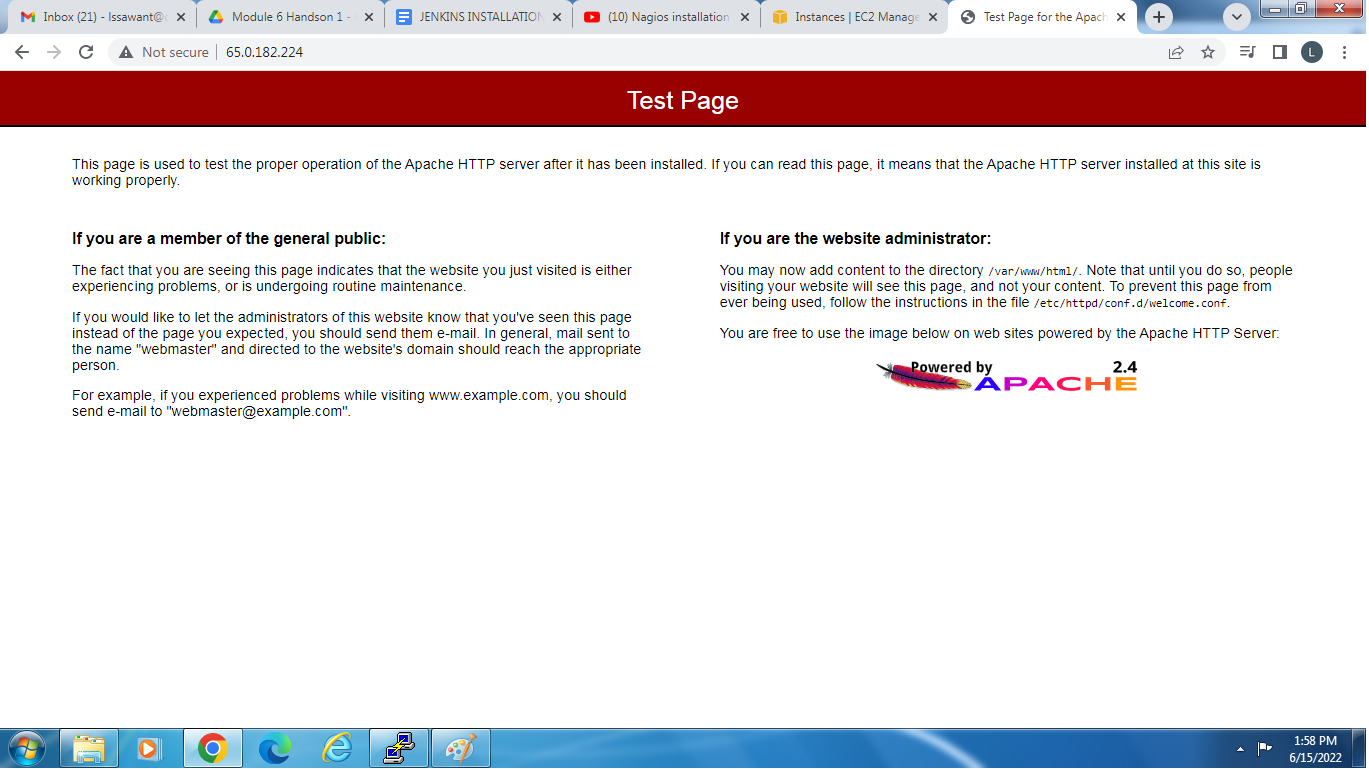 Inbox (21) - lssawant@
Module 6 Handson 1 -
JENKINS INSTALLATION
(10) Nagios installation
Instances | EC2 Manage
Test Page for the Apach
Not secure
65.0.182.224
L
Test Page
This page is used to test the proper operation of the Apache HTTP server after it has been installed. If you can read this page, it means that the Apache HTTP server installed at this site is
working properly.
If you are a member of the general public:
The fact that you are seeing this page indicates that the website you just visited is either
experiencing problems, or is undergoing routine maintenance.
If you would like to let the administrators of this website know that you've seen this page
instead of the page you expected, you should send them e-mail. In general, mail sent to
the name "webmaster" and directed to the website's domain should reach the appropriate
person.
For example, if you experienced problems while visiting www.example.com, you should
send e-mail to "webmaster@example.com".
If you are the website administrator:
You may now add content to the directory /var/www/html/. Note that until you do so, people
visiting your website will see this page, and not your content. To prevent this page from
ever being used, follow the instructions in the file /etc/httpd/conf.d/welcome.conf.
You are free to use the image below on web sites powered by the Apache HTTP Server:
Powered by 2.4
APACHE
1:58 PM
6/15/2022